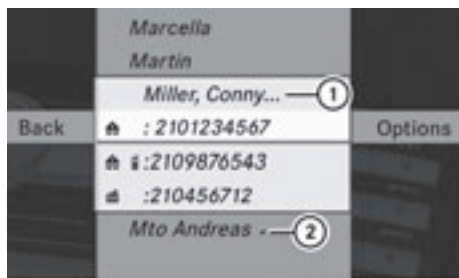 Marcella
Martin
Miller, Conny... 1
Back : 2101234567 Options
:2109876543
:210456712
Mto Andreas 2